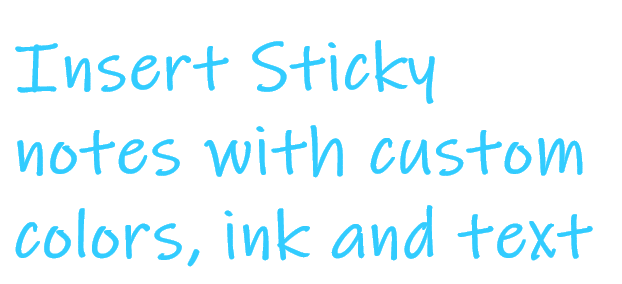 Insert Sticky
notes with custom
colors, ink and text